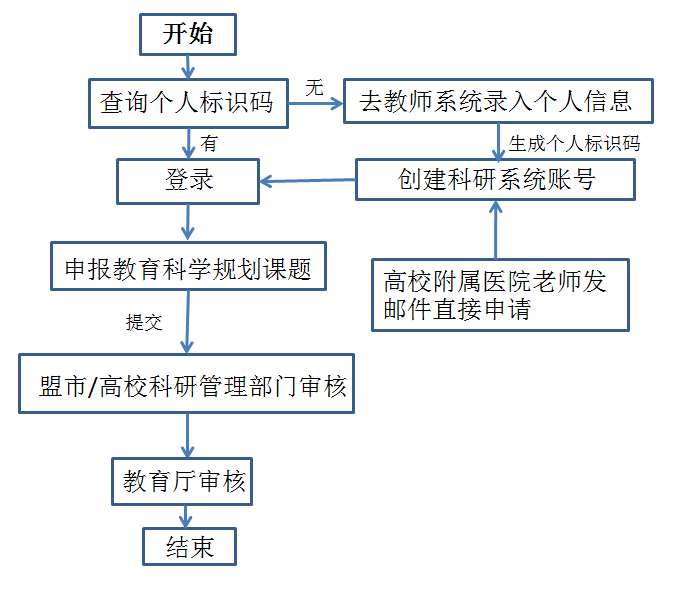 开始
查询个人标识码
无
去教师系统录入个人信息
有
生成个人标识码
登录
创建科研系统账号
申报教育科学规划课题
高校附属医院老师发
邮件直接申请
提交
盟市/高校科研管理部门审核
教育厅审核
结束